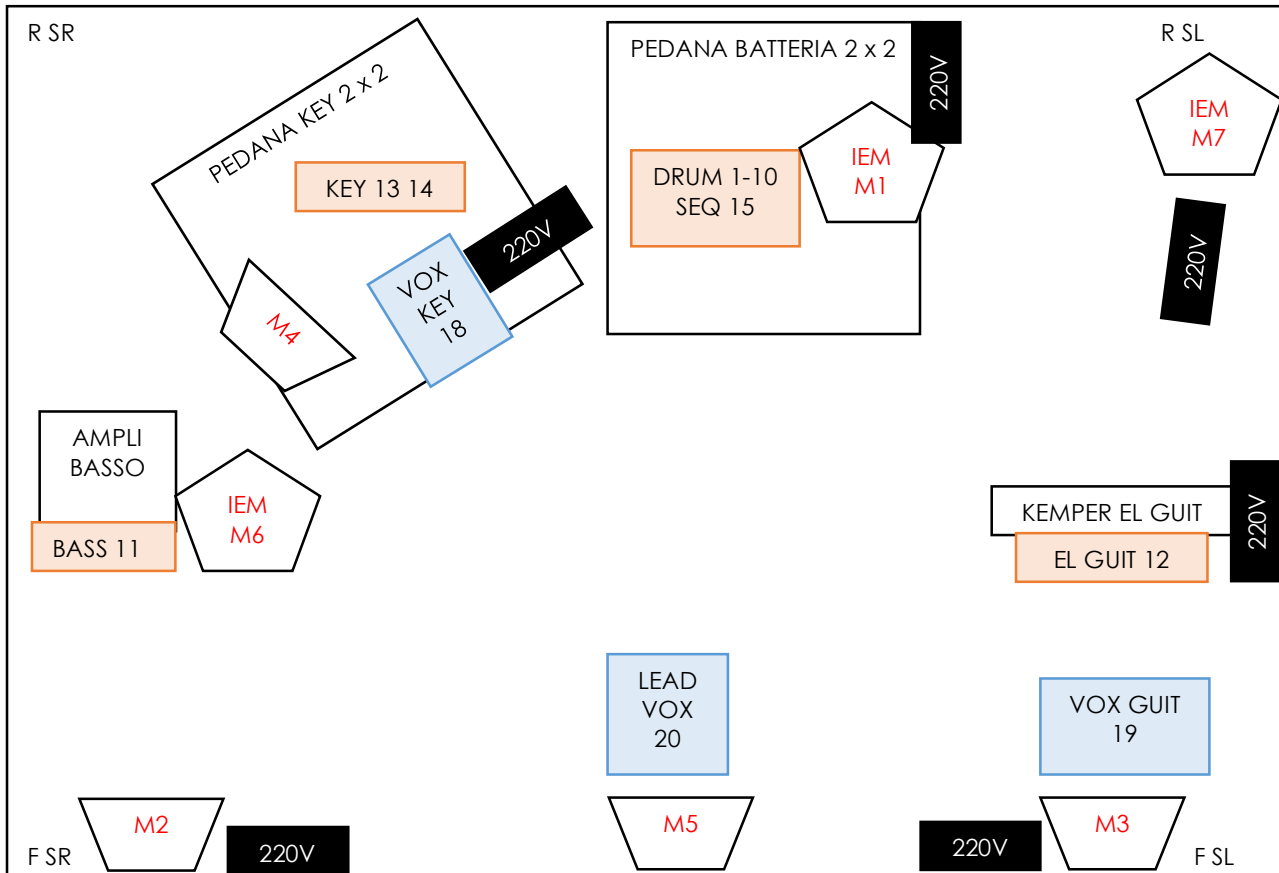 R SR
PEDANA BATTERIA 2 x 2
220V
R SL
PEDANA KEY 2 x 2
IEM
M7
IEM
M1
KEY 13 14
DRUM 1-10
SEQ 15
220V
220V
VOX
KEY
18
M4
AMPLI
BASSO
IEM
M6
BASS 11
KEMPER EL GUIT
220V
EL GUIT 12
LEAD
VOX
20
VOX GUIT
19
M2
M5
M3
F SR
220V
220V
F SL